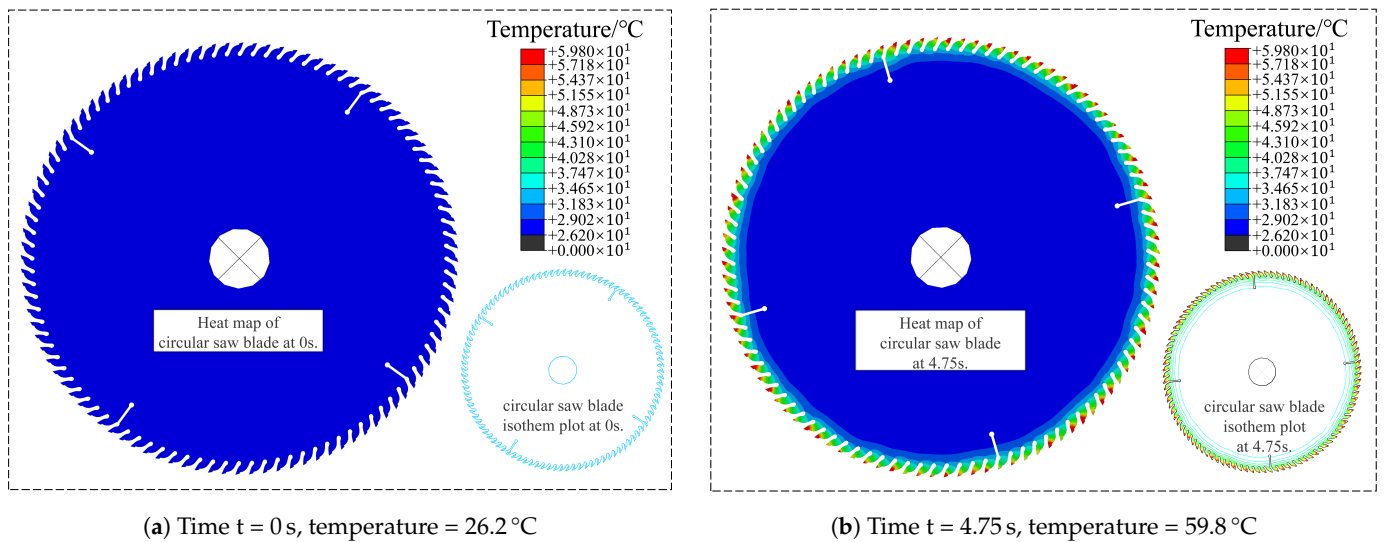 Temperature/°C
+5.980×10¹
+5.718×10¹
+5.437×10¹
+5.155×10¹
+4.873×10¹
+4.592×10¹
+4.310×10¹
+4.028×10¹
+3.747×10¹
+3.465×10¹
+3.183×10¹
+2.902×10¹
+2.620×10¹
+0.000×10¹
Heat map of
circular saw blade at 0s.
circular saw blade
isothem plot at 0s.
(a) Time t = 0 s, temperature = 26.2 °C
Temperature/°C
+5.980×10¹
+5.718×10¹
+5.437×10¹
+5.155×10¹
+4.873×10¹
+4.592×10¹
+4.310×10¹
+4.028×10¹
+3.747×10¹
+3.465×10¹
+3.183×10¹
+2.902×10¹
+2.620×10¹
+0.000×10¹
Heat map of
circular saw blade
at 4.75s.
circular saw blade
isothem plot
at 4.75s.
(b) Time t = 4.75 s, temperature = 59.8 °C